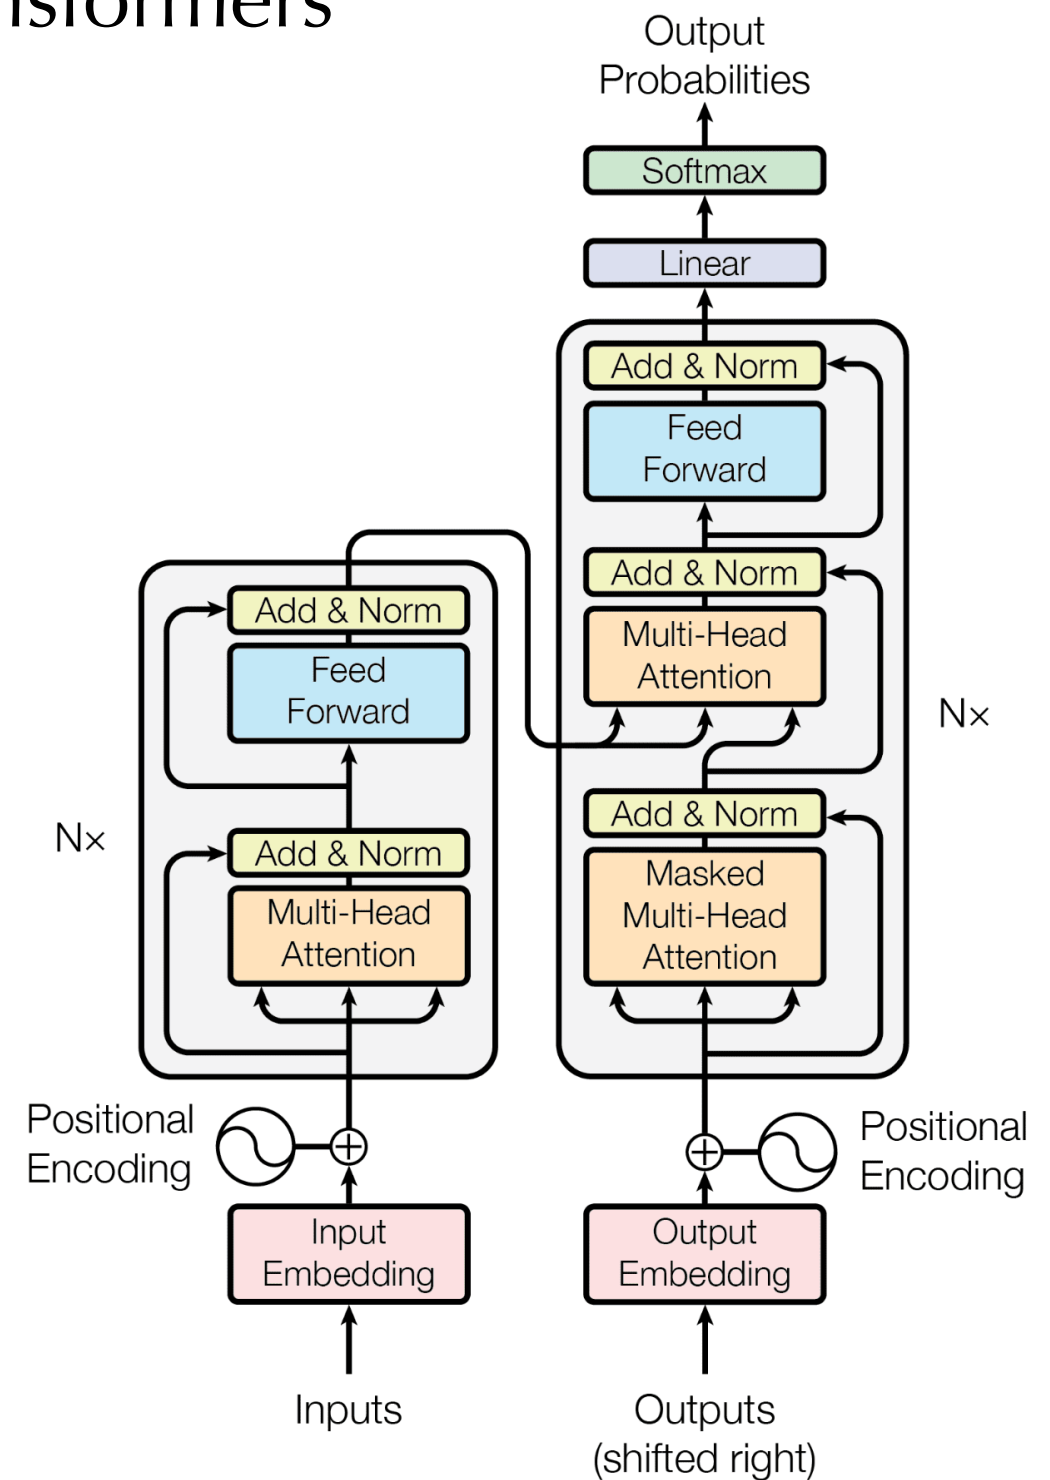 nsformers
Output
Probabilities
Softmax
Linear
Add & Norm
Feed
Forward
Add & Norm
Multi-Head
Attention
Nx
Add & Norm
Masked
Multi-Head
Attention
Add & Norm
Feed
Forward
Nx
Add & Norm
Multi-Head
Attention
Positional
Encoding
Positional
Encoding
Input
Embedding
Output
Embedding
Inputs
Outputs
(shifted right)